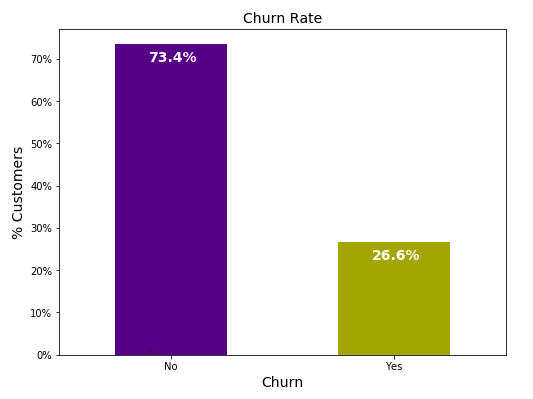 Churn Rate
% Customers
70%
60%
50%
40%
30%
20%
10%
0%
73.4%
26.6%
No
Yes
Churn